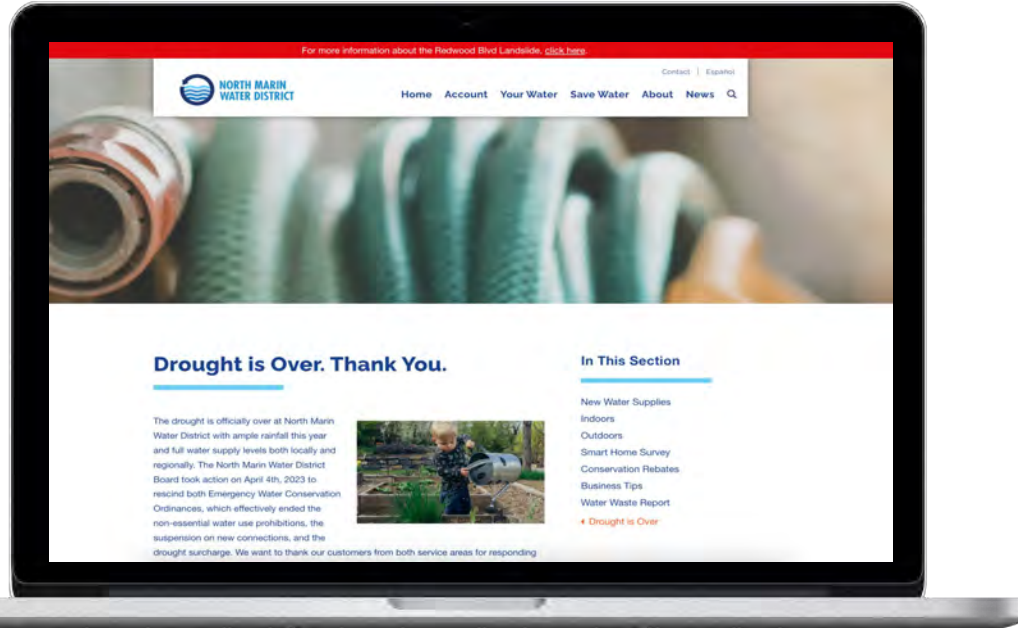 For more information about the Redwood Blvd Landslide, click here.
Contact | Español
NORTH MARIN
WATER DISTRICT
Home Account Your Water Save Water About News
Drought is Over. Thank You.
The drought is officially over at North Marin
Water District with ample rainfall this year
and full water supply levels both locally and
regionally. The North Marin Water District
Board took action on April 4th, 2023 to
rescind both Emergency Water Conservation
Ordinances, which effectively ended the
non-essential water use prohibitions, the
suspension on new connections, and the
drought surcharge. We want to thank our customers from both service areas for responding
In This Section
New Water Supplies
Indoors
Outdoors
Smart Home Survey
Conservation Rebates
Business Tips
Water Waste Report
Drought is Over